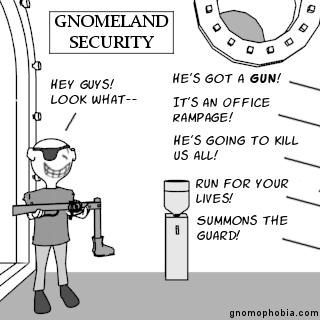 GNOMELAND
SECURITY
HEY GUYS!
LOOK WHAT--
HE'S GOT A GUN!
IT'S AN OFFICE
RAMPAGE!
HE'S GOING TO KILL
US ALL!
RUN FOR YOUR
LIVES!
SUMMONS THE
GUARD!
gnomophobia.com